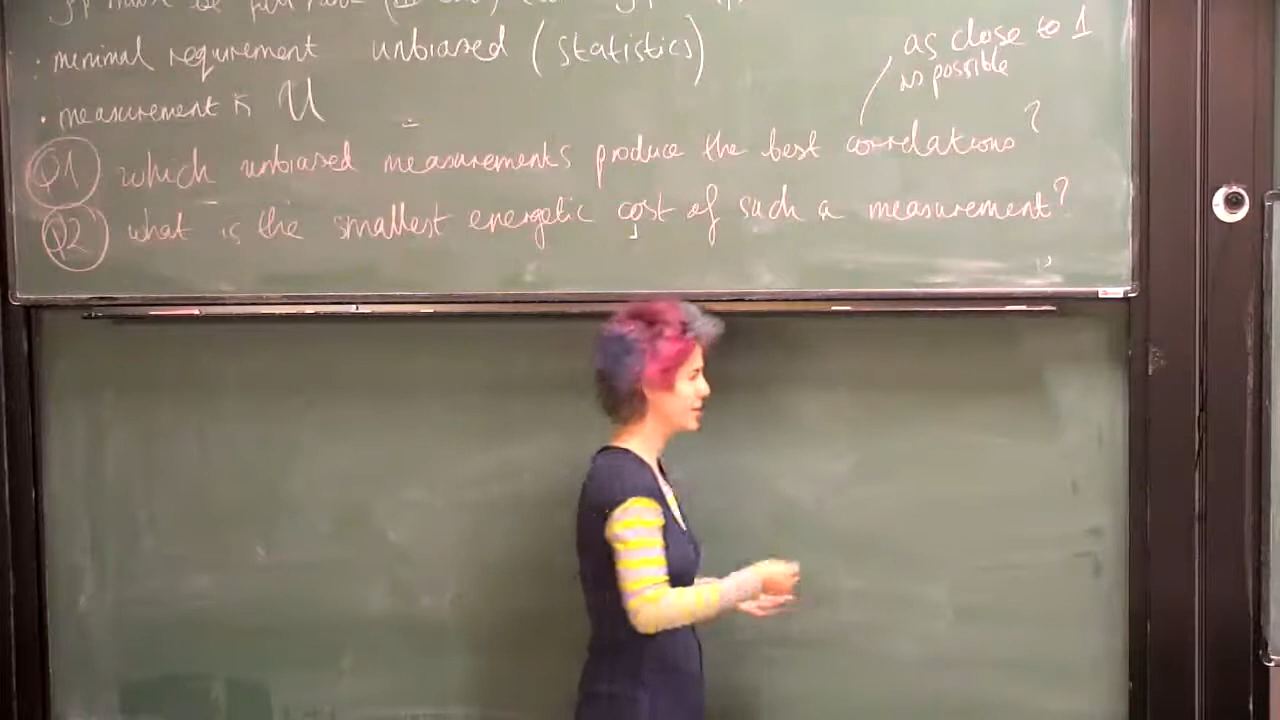 minimal requirement unbiased (statistics)
as close to 1
as possible
• measurement is U
Q1 which unbiased measurements produce the best correlations?
Q2 what is the smallest energetic cost of such a measurement?